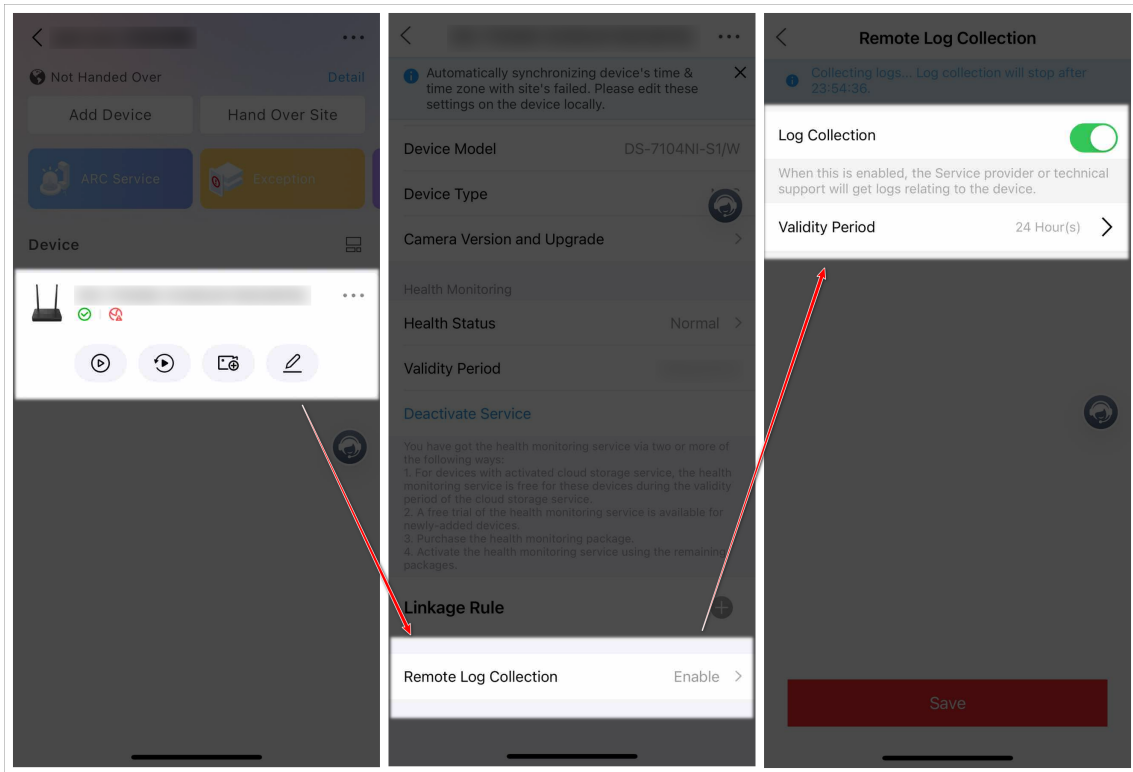 Not Handed Over
Detail
Add Device
Hand Over Site
ARC Service
Exception
Device
Automatically synchronizing device's time &
time zone with site's failed. Please edit these
settings on the device locally.
Device Model
DS-7104NI-S1/W
Device Type
Camera Version and Upgrade
Health Monitoring
Health Status
Normal
Validity Period
Deactivate Service
You have got the health monitoring service via two or more of
the following ways:
1. For devices with activated cloud storage service, the health
monitoring service is free for these devices during the validity
period of the cloud storage service.
2. A free trial of the health monitoring service is available for
newly-added devices.
3. Purchase the health monitoring package.
4. Activate the health monitoring service using the remaining
packages.
Linkage Rule
Remote Log Collection
Enable
Remote Log Collection
Collecting logs... Log collection will stop after
23:54:36.
Log Collection
When this is enabled, the Service provider or technical
support will get logs relating to the device.
Validity Period
24 Hour(s)
Save